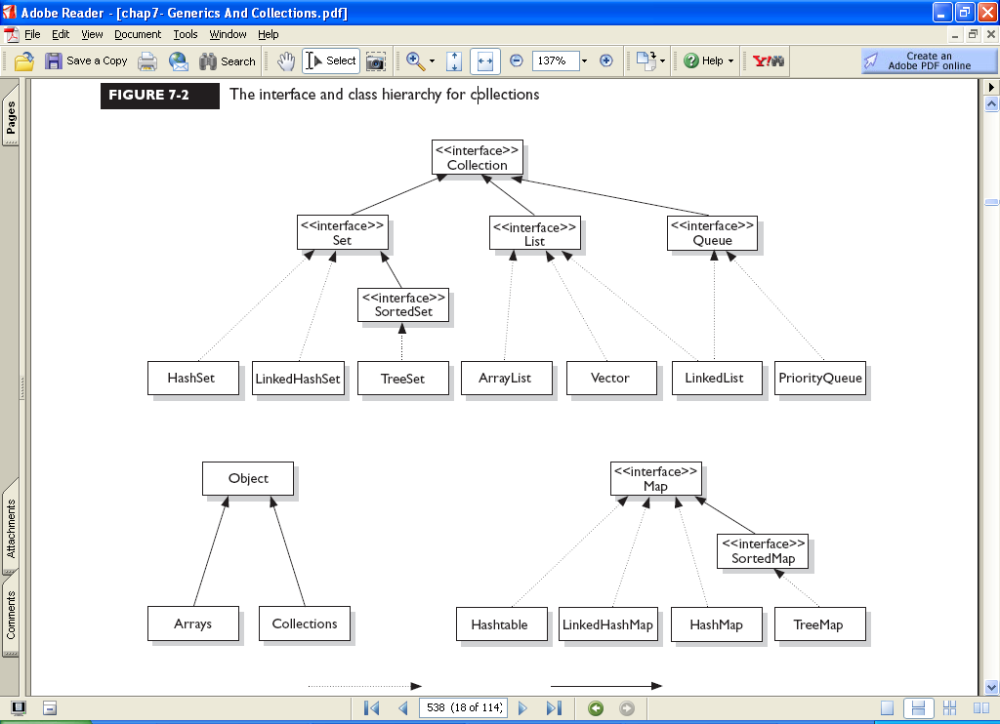 Adobe Reader - [chap7- Generics And Collections.pdf]
File Edit View Document Tools Window Help
Save a Copy Search Select 137% Help Y! Create an
Adobe PDF online
Pages
Attachments
Comments
FIGURE 7-2 The interface and class hierarchy for collections
<<interface>>
Collection
<<interface>> <<interface>> <<interface>>
Set List Queue
<<interface>>
SortedSet
HashSet LinkedHashSet TreeSet ArrayList Vector LinkedList PriorityQueue
Object <<interface>>
Map
<<interface>>
SortedMap
Arrays Collections Hashtable LinkedHashMap HashMap TreeMap
538 (18 of 114)